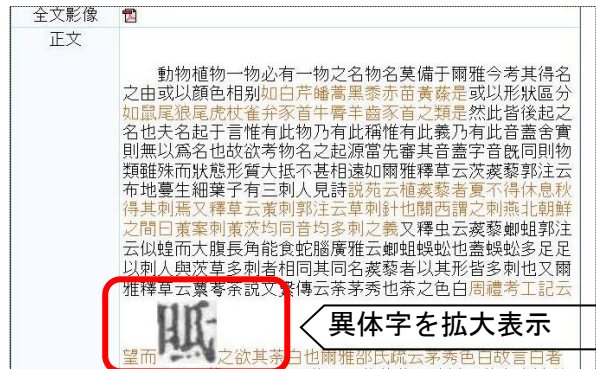 全文影像
正文
動物植物一物必有一物之名物名莫備于爾雅今考其得名
之由或以顏色相別如白芹皤蒿黑黍赤苗黃蔉是或以形狀區分
如鼠尾狼尾虎杖雀弁豕首牛脣羊齒豕首之類是然此皆後起之
名也夫名起于言惟有此物乃有此稱惟有此義乃有此音蓋舍實
則無以爲名也故欲考物名之起源當先審其音蓋字音旣同則物
類雖殊而狀態形質大抵不甚相遠如爾雅釋草云茨蒺藜郭注云
布地蔓生細葉子有三刺人見詩說苑云植蒺藜者夏不得休息秋
得其刺焉又釋草云茦刺郭注云草刺針也關西謂之刺燕北朝鮮
之間曰茦案刺茦茨均同音均多刺之義又釋虫云蒺藜蝍蛆郭注
云似蝗而大腹長角能食蛇腦廣雅云蝍蛆蜈蚣也蓋蜈蚣多足足
以刺人與茨草多刺者相同其同名蒺藜者以其形皆多刺也又爾
雅釋草云蔈荂荼說文繫傳云荼茅秀也荼之色白周禮考工記云
望而眡之欲其荼白也爾雅邵氏疏云茅秀色白故言白者
異体字を拡大表示